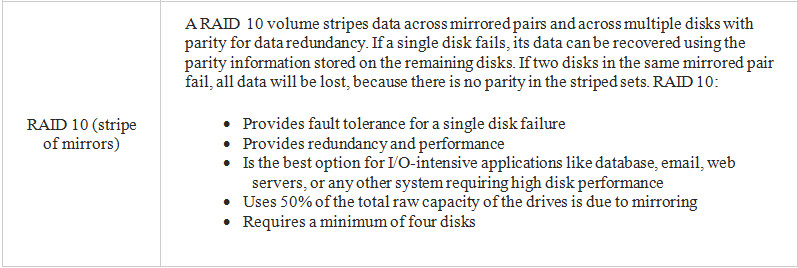 A RAID 10 volume stripes data across mirrored pairs and across multiple disks with
parity for data redundancy. If a single disk fails, its data can be recovered using the
parity information stored on the remaining disks. If two disks in the same mirrored pair
fail, all data will be lost, because there is no parity in the striped sets. RAID 10:
RAID 10 (stripe
of mirrors)
• Provides fault tolerance for a single disk failure
• Provides redundancy and performance
• Is the best option for I/O-intensive applications like database, email, web
servers, or any other system requiring high disk performance
• Uses 50% of the total raw capacity of the drives is due to mirroring
• Requires a minimum of four disks